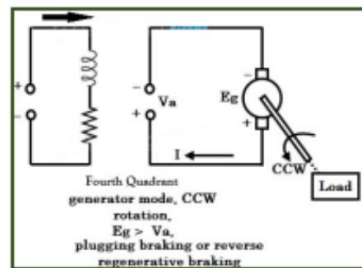 +
−
−
Va
+
Eg
−
+
I
CCW
Load
Fourth Quadrant
generator mode, CCW
rotation,
Eg > Va,
plugging braking or reverse
regenerative braking